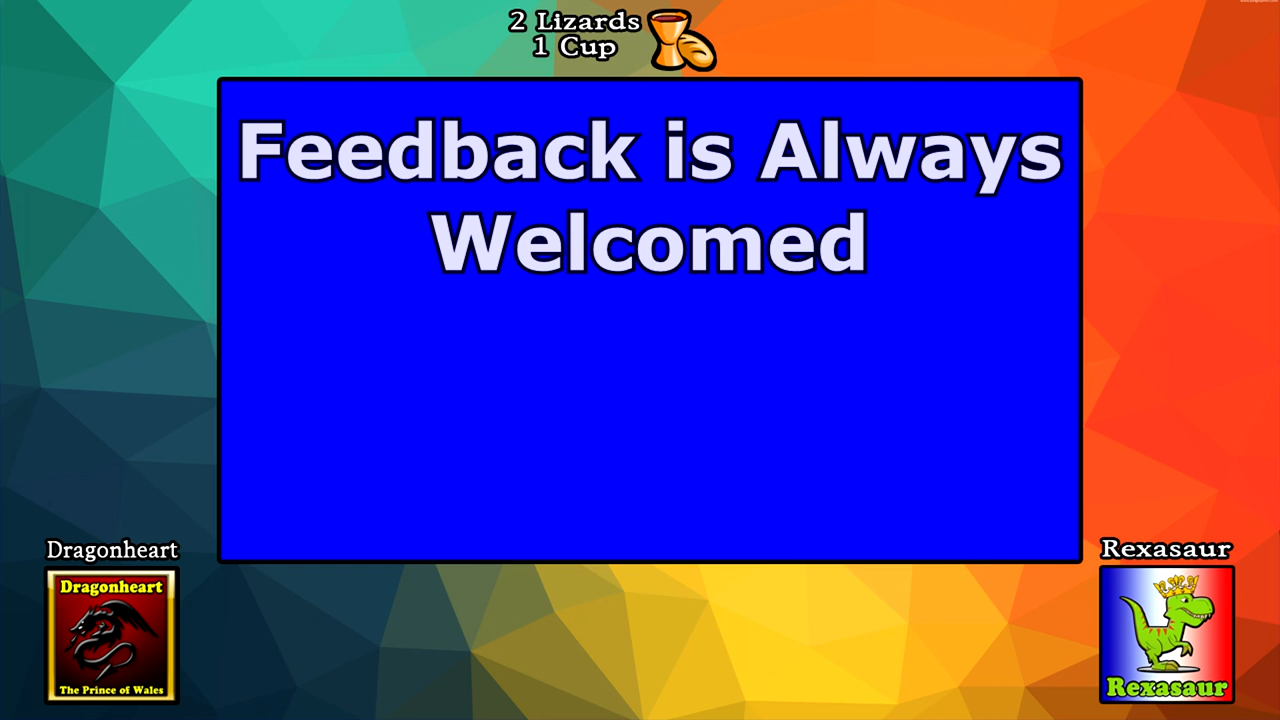 2 Lizards
1 Cup
Feedback is Always
Welcomed
Dragonheart
Dragonheart
The Prince of Wales
Rexasaur
Rexasaur